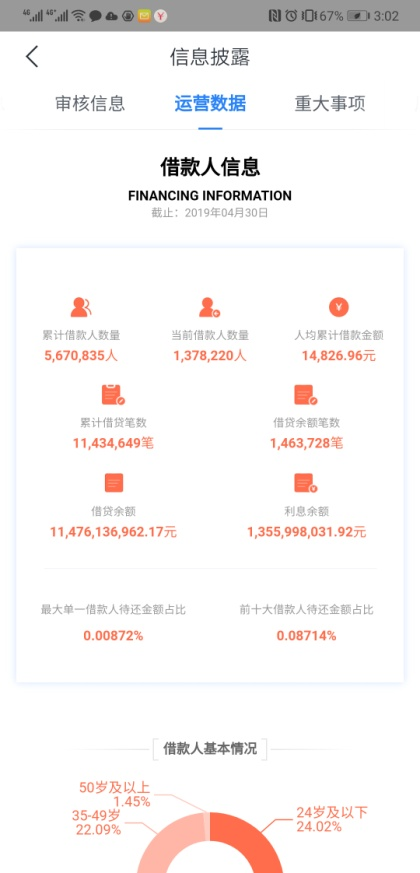 4G 4G+ 67% 3:02
信息披露
审核信息 运营数据 重大事项
借款人信息
FINANCING INFORMATION
截止：2019年04月30日
累计借款人数量 当前借款人数量 人均累计借款金额
5,670,835人 1,378,220人 14,826.96元
累计借贷笔数 借贷余额笔数
11,434,649笔 1,463,728笔
借贷余额 利息余额
11,476,136,962.17元 1,355,998,031.92元
最大单一借款人待还金额占比 前十大借款人待还金额占比
0.00872% 0.08714%
借款人基本情况
50岁及以上
1.45%
35-49岁
22.09%
24岁及以下
24.02%